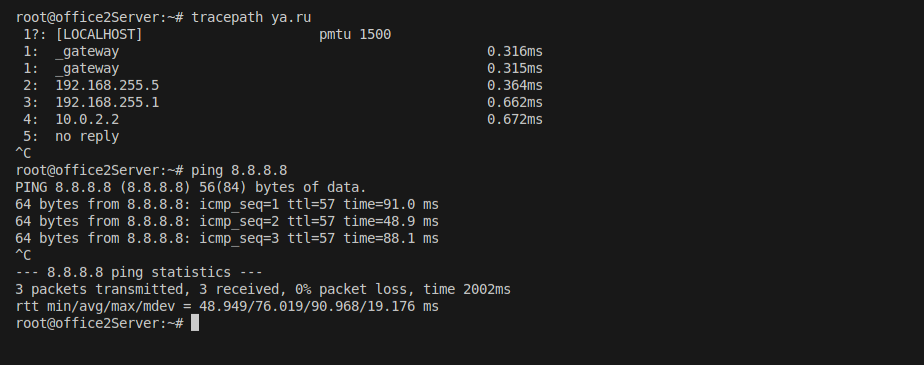 root@office2Server:~# tracepath ya.ru
 1?: [LOCALHOST]                      pmtu 1500
 1:  _gateway                                              0.316ms
 1:  _gateway                                              0.315ms
 2:  192.168.255.5                                         0.364ms
 3:  192.168.255.1                                         0.662ms
 4:  10.0.2.2                                              0.672ms
 5:  no reply
^C
root@office2Server:~# ping 8.8.8.8
PING 8.8.8.8 (8.8.8.8) 56(84) bytes of data.
64 bytes from 8.8.8.8: icmp_seq=1 ttl=57 time=91.0 ms
64 bytes from 8.8.8.8: icmp_seq=2 ttl=57 time=48.9 ms
64 bytes from 8.8.8.8: icmp_seq=3 ttl=57 time=88.1 ms
^C
--- 8.8.8.8 ping statistics ---
3 packets transmitted, 3 received, 0% packet loss, time 2002ms
rtt min/avg/max/mdev = 48.949/76.019/90.968/19.176 ms
root@office2Server:~#